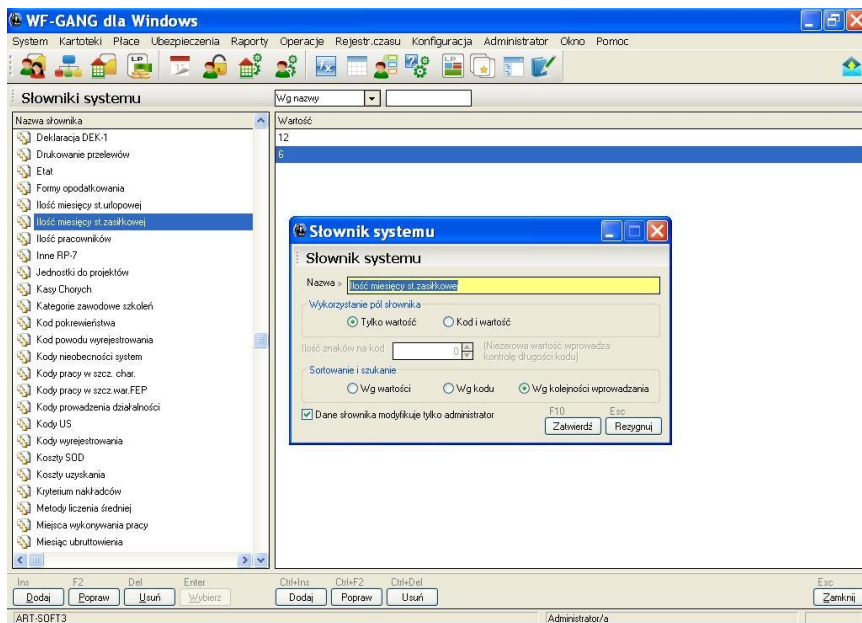 WF-GANG dla Windows
System Kartoteki Płace Ubezpieczenia Raporty Operacje Rejestr.czasu Konfiguracja Administrator Okno Pomoc
Słowniki systemu
Wg nazwy
Nazwa słownika
Wartość
Deklaracja DEK-1
12
Drukowanie przelewów
6
Etat
Formy opodatkowania
Ilość miesięcy st.urlopowej
Ilość miesięcy st.zasiłkowej
Ilość pracowników
Inne RP-7
Jednostki do projektów
Kasy Chorych
Kategorie zawodowe szkoleń
Kod pokrewieństwa
Kod powodu wyrejestrowania
Kody nieobecności system
Kody pracy w szcz. char.
Kody pracy w szcz.war.FEP
Kody prowadzenia działalności
Kody US
Kody wyrejestrowania
Koszty SOD
Koszty uzyskania
Kryterium nakładców
Metody liczenia średniej
Miejsca wykonywania pracy
Miesiąc ubruttowienia
Słownik systemu
Słownik systemu
Nazwa »
Ilość miesięcy st.zasiłkowej
Wykorzystanie pól słownika
Tylko wartość Kod i wartość
Ilość znaków na kod 0 (Niezerowa wartość wprowadza
kontrolę długości kodu)
Sortowanie i szukanie
Wg wartości Wg kodu Wg kolejności wprowadzania
Dane słownika modyfikuje tylko administrator
F10 Esc
Zatwierdź Rezygnuj
Ins F2 Del Enter Ctrl+Ins Ctrl+F2 Ctrl+Del Esc
Dodaj Popraw Usuń Wybierz Dodaj Popraw Usuń Zamknij
ART-SOFT3 Administrator/a